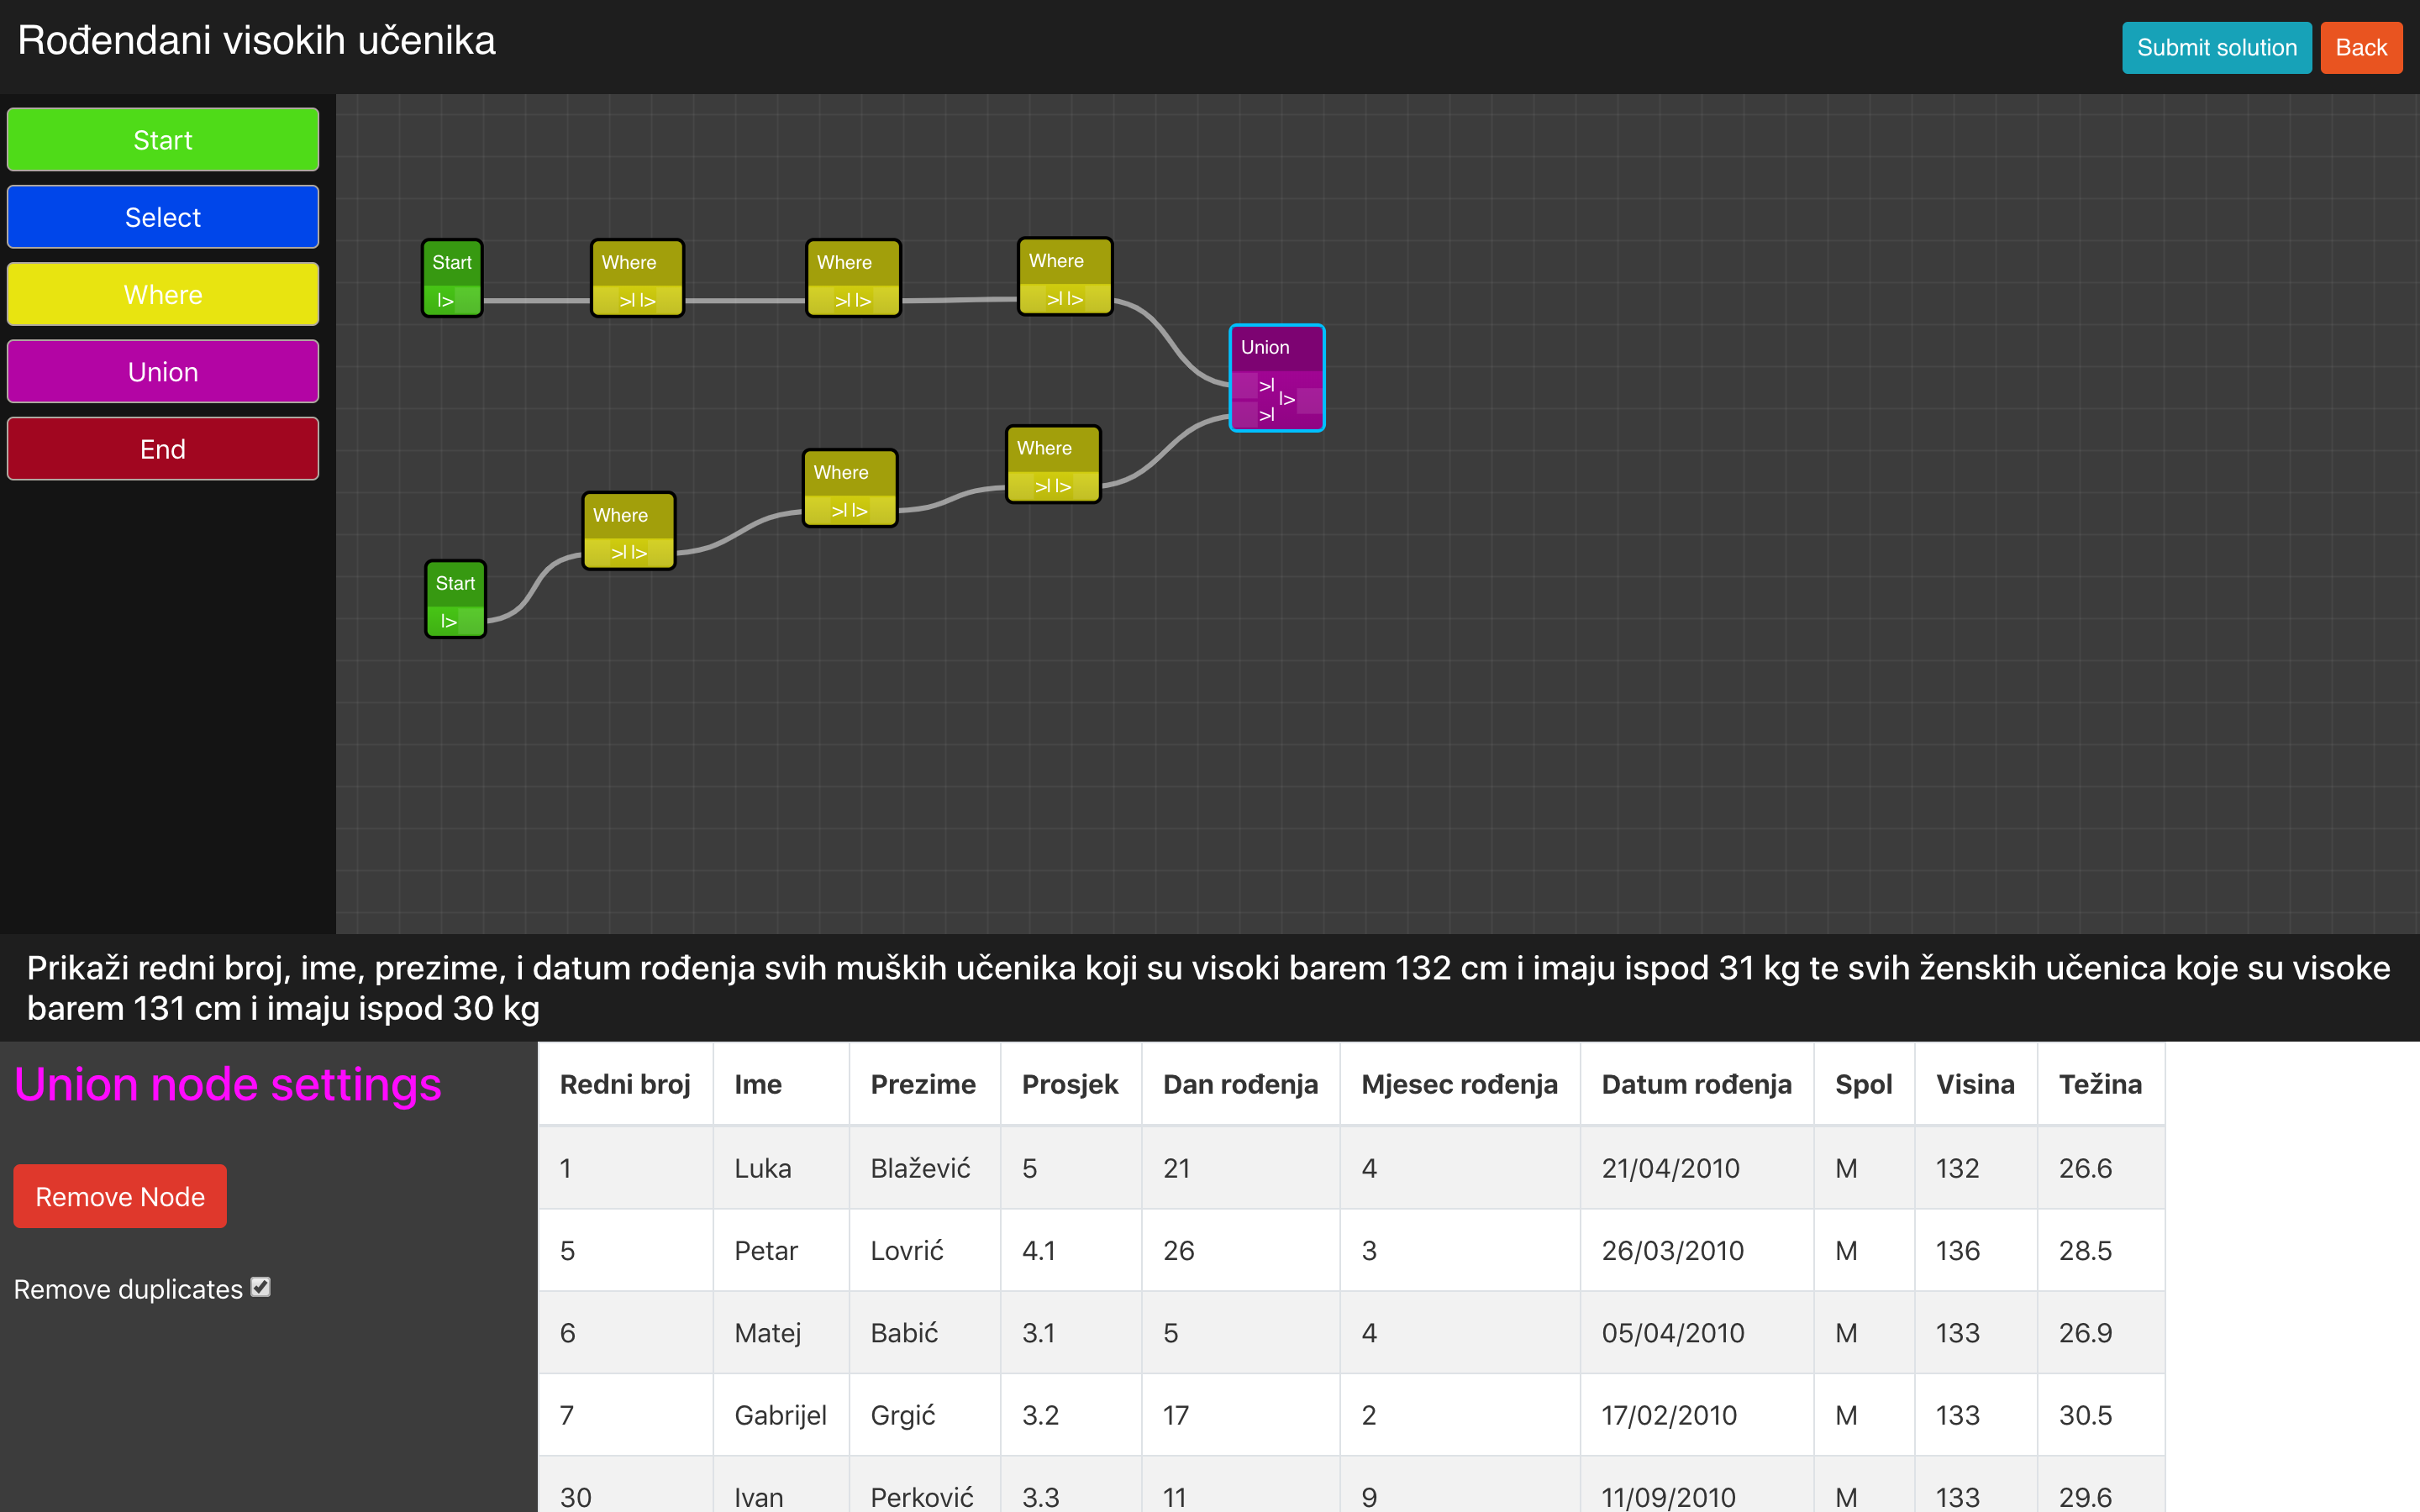 Rođendani visokih učenika
Submit solution Back
Start
Select
Where
Union
End
Start
|>
Where
>| |>
Where
>| |>
Where
>| |>
Union
>|
|>
>|
Where
>| |>
Where
>| |>
Where
>| |>
Start
|>
Prikaži redni broj, ime, prezime, i datum rođenja svih muških učenika koji su visoki barem 132 cm i imaju ispod 31 kg te svih ženskih učenica koje su visoke
barem 131 cm i imaju ispod 30 kg
Union node settings
Remove Node
Remove duplicates
Redni broj Ime Prezime Prosjek Dan rođenja Mjesec rođenja Datum rođenja Spol Visina Težina
1 Luka Blažević 5 21 4 21/04/2010 M 132 26.6
5 Petar Lovrić 4.1 26 3 26/03/2010 M 136 28.5
6 Matej Babić 3.1 5 4 05/04/2010 M 133 26.9
7 Gabrijel Grgić 3.2 17 2 17/02/2010 M 133 30.5
30 Ivan Perković 3.3 11 9 11/09/2010 M 133 29.6